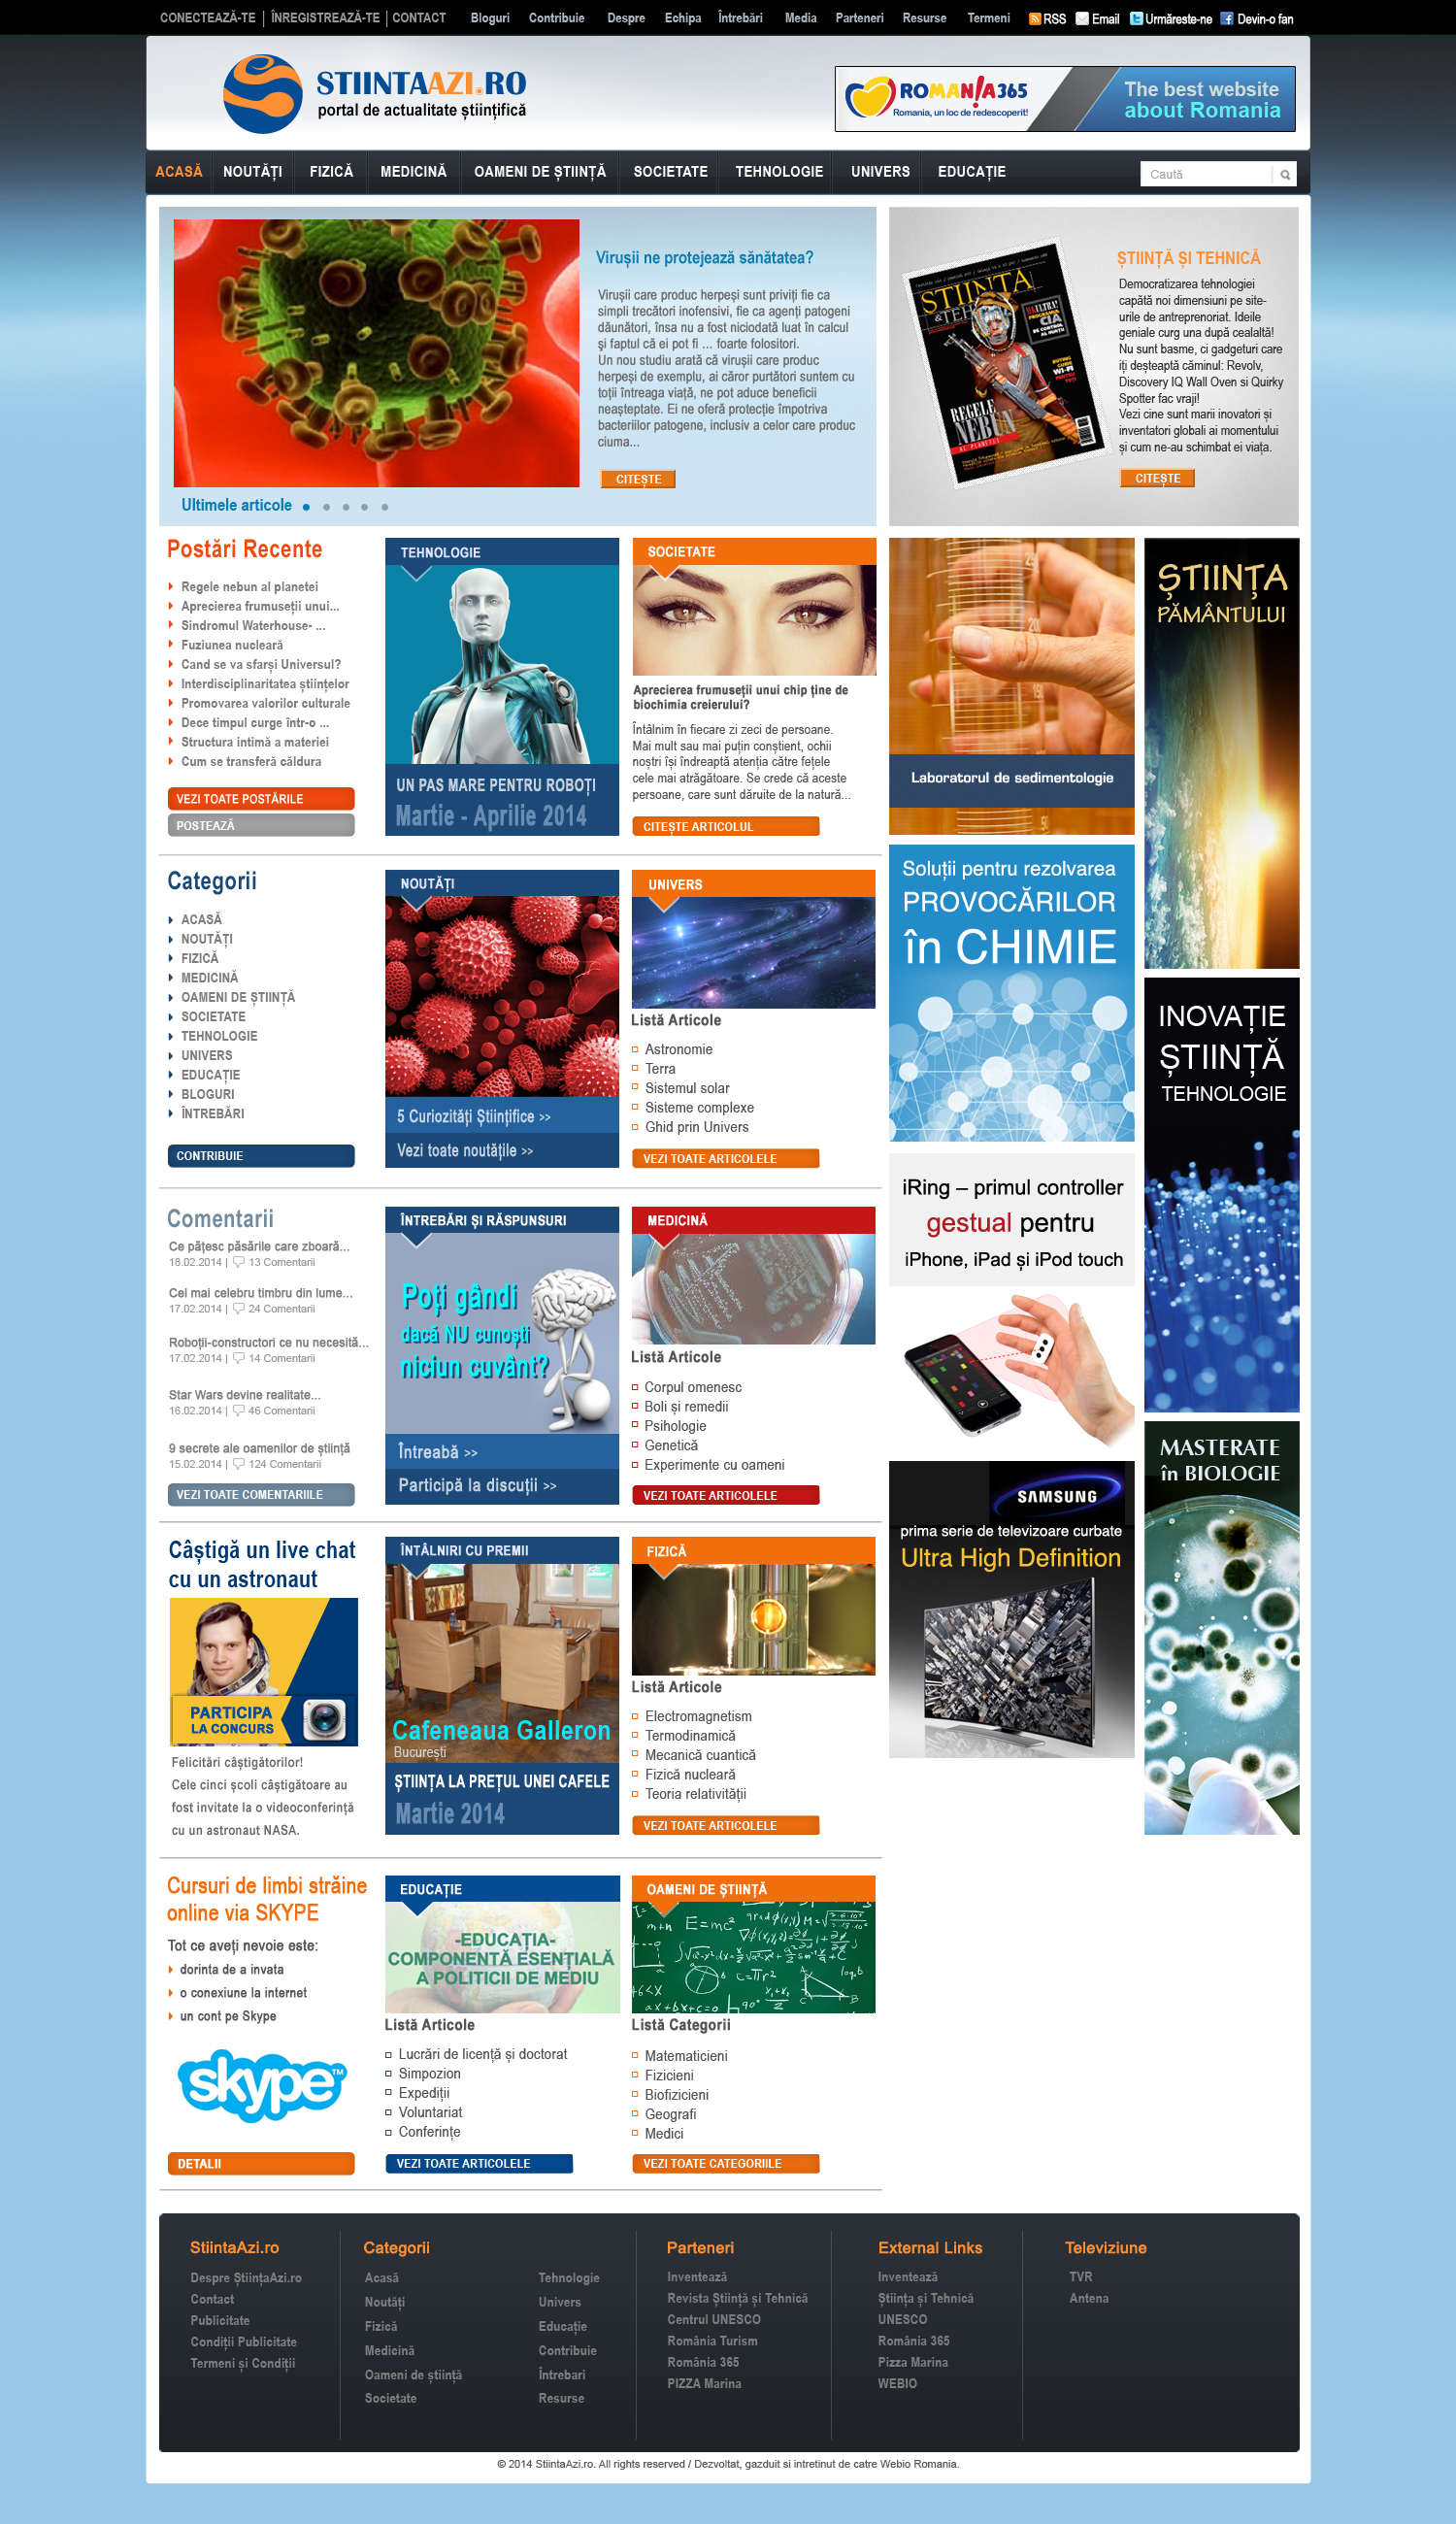 CONECTEAZĂ-TE | ÎNREGISTREAZĂ-TE | CONTACT Bloguri Contribuie Despre Echipa Întrebări Media Parteneri Resurse Termeni RSS Email Urmăreste-ne Devin-o fan
STIINTAAZI.RO
portal de actualitate științifică
ROMANIA365
Romania, un loc de redescoperit!
The best website
about Romania
ACASĂ NOUTĂȚI FIZICĂ MEDICINĂ OAMENI DE ȘTIINȚĂ SOCIETATE TEHNOLOGIE UNIVERS EDUCAȚIE Caută
Virușii ne protejează sănătatea?
Virușii care produc herpeși sunt priviți fie ca
simpli trecători inofensivi, fie ca agenți patogeni
dăunători, însa nu a fost niciodată luat în calcul
și faptul că ei pot fi ... foarte folositori.
Un nou studiu arată că virușii care produc
herpeși de exemplu, ai căror purtători suntem cu
toții întreaga viață, ne pot aduce beneficii
neașteptate. Ei ne oferă protecție împotriva
bacteriilor patogene, inclusiv a celor care produc
ciuma...
CITEȘTE
Ultimele articole
ȘTIINȚA
REGELE
NEBUN
AL PLANETEI
CIA
WI-FI
ȘTIINȚĂ ȘI TEHNICĂ
Democratizarea tehnologiei
capătă noi dimensiuni pe site-
urile de antreprenoriat. Ideile
geniale curg una după cealaltă!
Nu sunt basme, ci gadgeturi care
iți deșteaptă căminul: Revolv,
Discovery IQ Wall Oven si Quirky
Spotter fac vraji!
Vezi cine sunt marii inovatori și
inventatori globali ai momentului
și cum ne-au schimbat ei viața.
CITEȘTE
Postări Recente
Regele nebun al planetei
Aprecierea frumuseții unui...
Sindromul Waterhouse- ...
Fuziunea nucleară
Cand se va sfarși Universul?
Interdisciplinaritatea științelor
Promovarea valorilor culturale
Dece timpul curge într-o ...
Structura intimă a materiei
Cum se transferă căldura
VEZI TOATE POSTĂRILE
POSTEAZĂ
TEHNOLOGIE
UN PAS MARE PENTRU ROBOȚI
Martie - Aprilie 2014
SOCIETATE
Aprecierea frumuseții unui chip ține de
biochimia creierului?
Întâlnim în fiecare zi zeci de persoane.
Mai mult sau mai puțin conștient, ochii
noștri își îndreaptă atenția către fețele
cele mai atrăgătoare. Se crede că aceste
persoane, care sunt dăruite de la natură...
CITEȘTE ARTICOLUL
Laboratorul de sedimentologie
ȘTIINȚA
PĂMÂNTULUI
Categorii
ACASĂ
NOUTĂȚI
FIZICĂ
MEDICINĂ
OAMENI DE ȘTIINȚĂ
SOCIETATE
TEHNOLOGIE
UNIVERS
EDUCAȚIE
BLOGURI
ÎNTREBĂRI
CONTRIBUIE
NOUTĂȚI
5 Curiozități Științifice >>
Vezi toate noutățile >>
UNIVERS
Listă Articole
Astronomie
Terra
Sistemul solar
Sisteme complexe
Ghid prin Univers
VEZI TOATE ARTICOLELE
Soluții pentru rezolvarea
PROVOCĂRILOR
în CHIMIE
INOVAȚIE
ȘTIINȚĂ
TEHNOLOGIE
Comentarii
Ce pățesc păsările care zboară...
18.02.2014 | 13 Comentarii
Cel mai celebru timbru din lume...
17.02.2014 | 24 Comentarii
Roboții-constructori ce nu necesită...
17.02.2014 | 14 Comentarii
Star Wars devine realitate...
16.02.2014 | 46 Comentarii
9 secrete ale oamenilor de știință
15.02.2014 | 124 Comentarii
VEZI TOATE COMENTARIILE
ÎNTREBĂRI ȘI RĂSPUNSURI
Poți gândi
dacă NU cunoști
niciun cuvânt?
Întreabă >>
Participă la discuții >>
MEDICINĂ
Listă Articole
Corpul omenesc
Boli și remedii
Psihologie
Genetică
Experimente cu oameni
VEZI TOATE ARTICOLELE
iRing – primul controller
gestual pentru
iPhone, iPad și iPod touch
SAMSUNG
prima serie de televizoare curbate
Ultra High Definition
MASTERATE
în BIOLOGIE
Câștigă un live chat
cu un astronaut
PARTICIPA
LA CONCURS
Felicitări câștigătorilor!
Cele cinci școli câștigătoare au
fost invitate la o videoconferință
cu un astronaut NASA.
ÎNTÂLNIRI CU PREMII
Cafeneaua Galleron
București
ȘTIINȚA LA PREȚUL UNEI CAFELE
Martie 2014
FIZICĂ
Listă Articole
Electromagnetism
Termodinamică
Mecanică cuantică
Fizică nucleară
Teoria relativității
VEZI TOATE ARTICOLELE
Cursuri de limbi străine
online via SKYPE
Tot ce aveți nevoie este:
dorinta de a invata
o conexiune la internet
un cont pe Skype
skype™
DETALII
EDUCAȚIE
-EDUCAȚIA-
COMPONENTĂ ESENȚIALĂ
A POLITICII DE MEDIU
Listă Articole
Lucrări de licență și doctorat
Simpozion
Expediții
Voluntariat
Conferințe
VEZI TOATE ARTICOLELE
OAMENI DE ȘTIINȚĂ
E=mc²
Listă Categorii
Matematicieni
Fizicieni
Biofizicieni
Geografi
Medici
VEZI TOATE CATEGORIILE
StiintaAzi.ro
Despre ȘtiințaAzi.ro
Contact
Publicitate
Condiții Publicitate
Termeni și Condiții
Categorii
Acasă
Noutăți
Fizică
Medicină
Oameni de știință
Societate
Tehnologie
Univers
Educație
Contribuie
Întrebari
Resurse
Parteneri
Inventează
Revista Știință și Tehnică
Centrul UNESCO
România Turism
România 365
PIZZA Marina
External Links
Inventează
Știința și Tehnică
UNESCO
România 365
Pizza Marina
WEBIO
Televiziune
TVR
Antena
© 2014 StiintaAzi.ro. All rights reserved / Dezvoltat, gazduit si intretinut de catre Webio Romania.